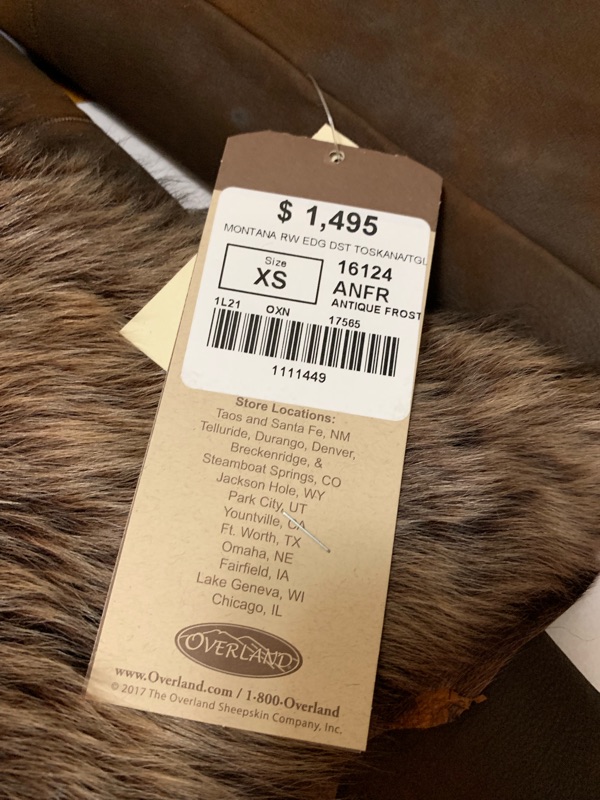 $ 1,495
MONTANA RW EDG DST TOSKANA/TGL
Size
XS
16124
ANFR
ANTIQUE FROST
1L21 OXN 17565
1111449
Store Locations:
Taos and Santa Fe, NM
Telluride, Durango, Denver,
Breckenridge, &
Steamboat Springs, CO
Jackson Hole, WY
Park City, UT
Yountville, CA
Ft. Worth, TX
Omaha, NE
Fairfield, IA
Lake Geneva, WI
Chicago, IL
OVERLAND
www.Overland.com / 1-800-Overland
© 2017 The Overland Sheepskin Company, Inc.